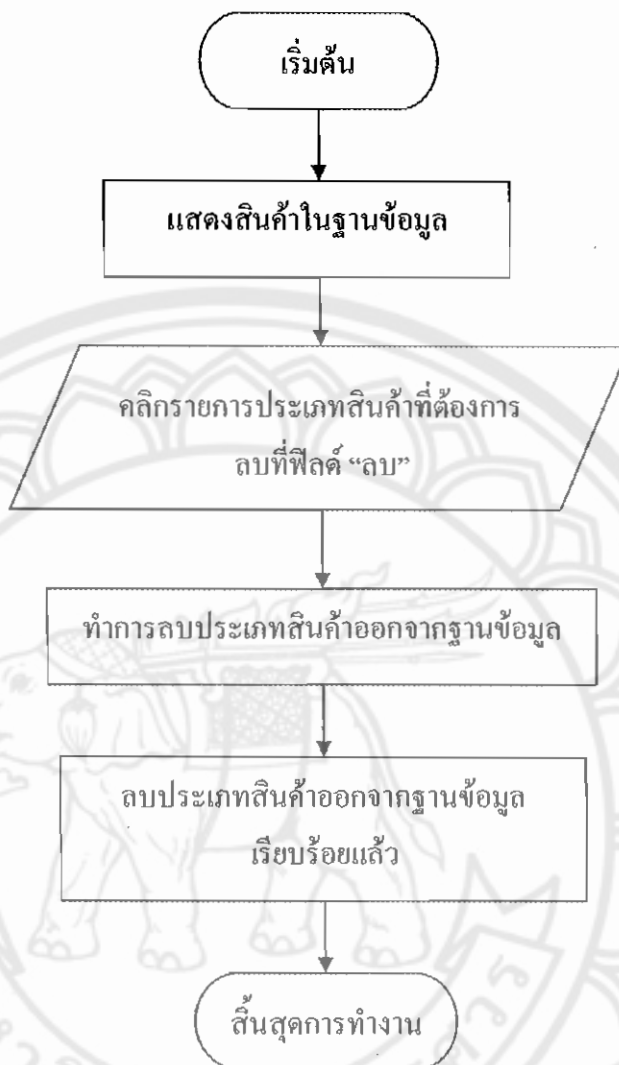 เริ่มต้น
แสดงสินค้าในฐานข้อมูล
คลิกรายการประเภทสินค้าที่ต้องการ
ลบที่ฟิลด์ “ลบ”
ทำการลบประเภทสินค้าออกจากฐานข้อมูล
ลบประเภทสินค้าออกจากฐานข้อมูล
เรียบร้อยแล้ว
สิ้นสุดการทำงาน